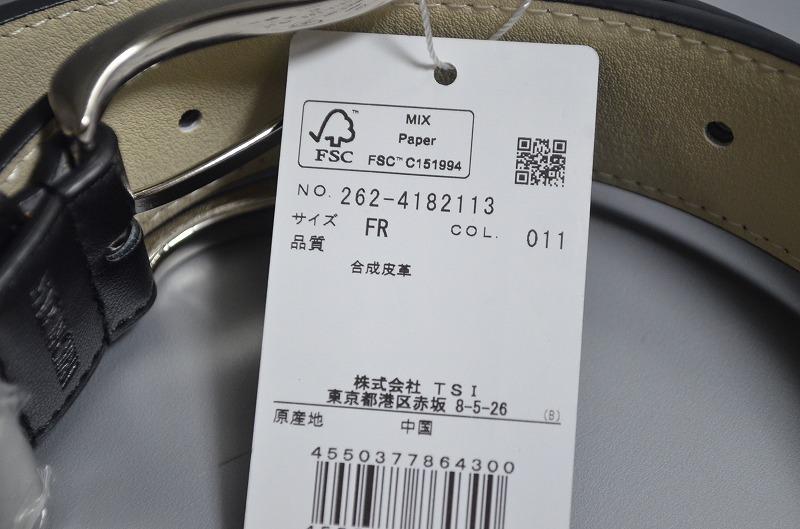 FSC™
MIX
Paper
FSC™ C151994
NO. 262-4182113
サイズ FR COL. 011
品質
合成皮革
株式会社 TSI
東京都港区赤坂 8-5-26 (B)
原産地 中国
4550377864300